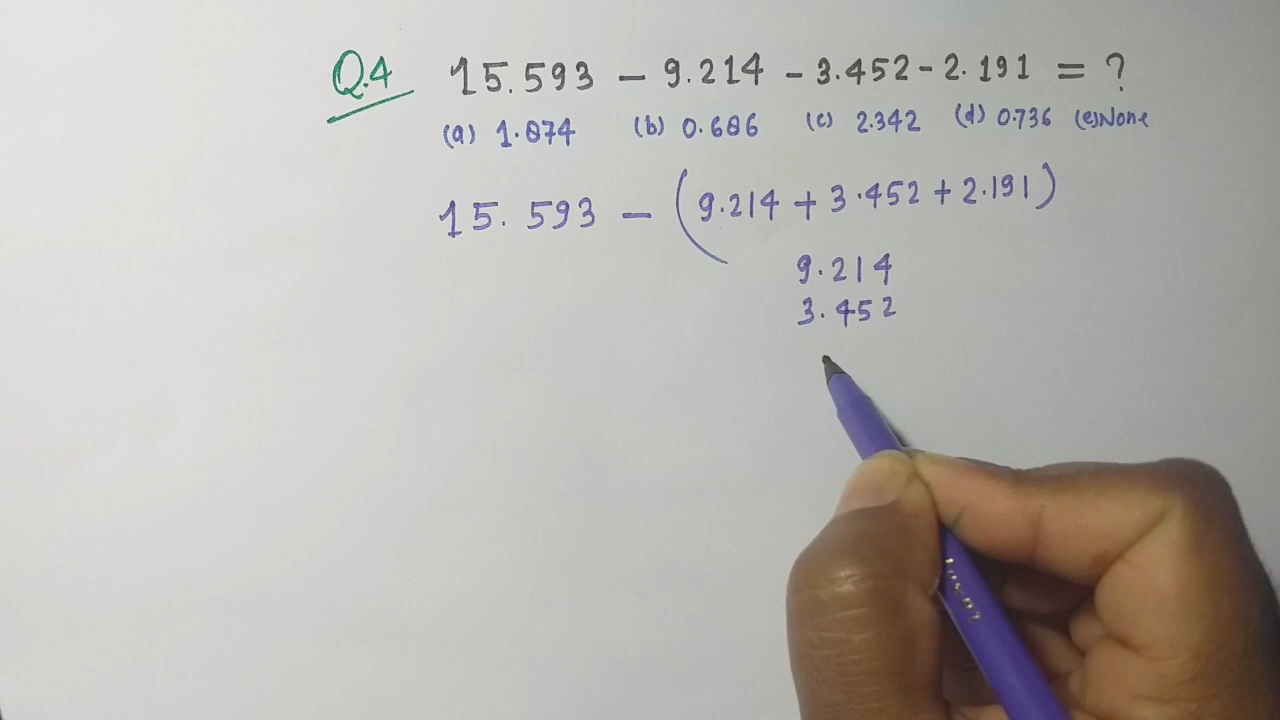 Q.4 15.593 - 9.214 - 3.452 - 2.191 = ?
(a) 1.874 (b) 0.686 (c) 2.342 (d) 0.736 (e) None
15.593 - (9.214 + 3.452 + 2.191)
9.214
3.452